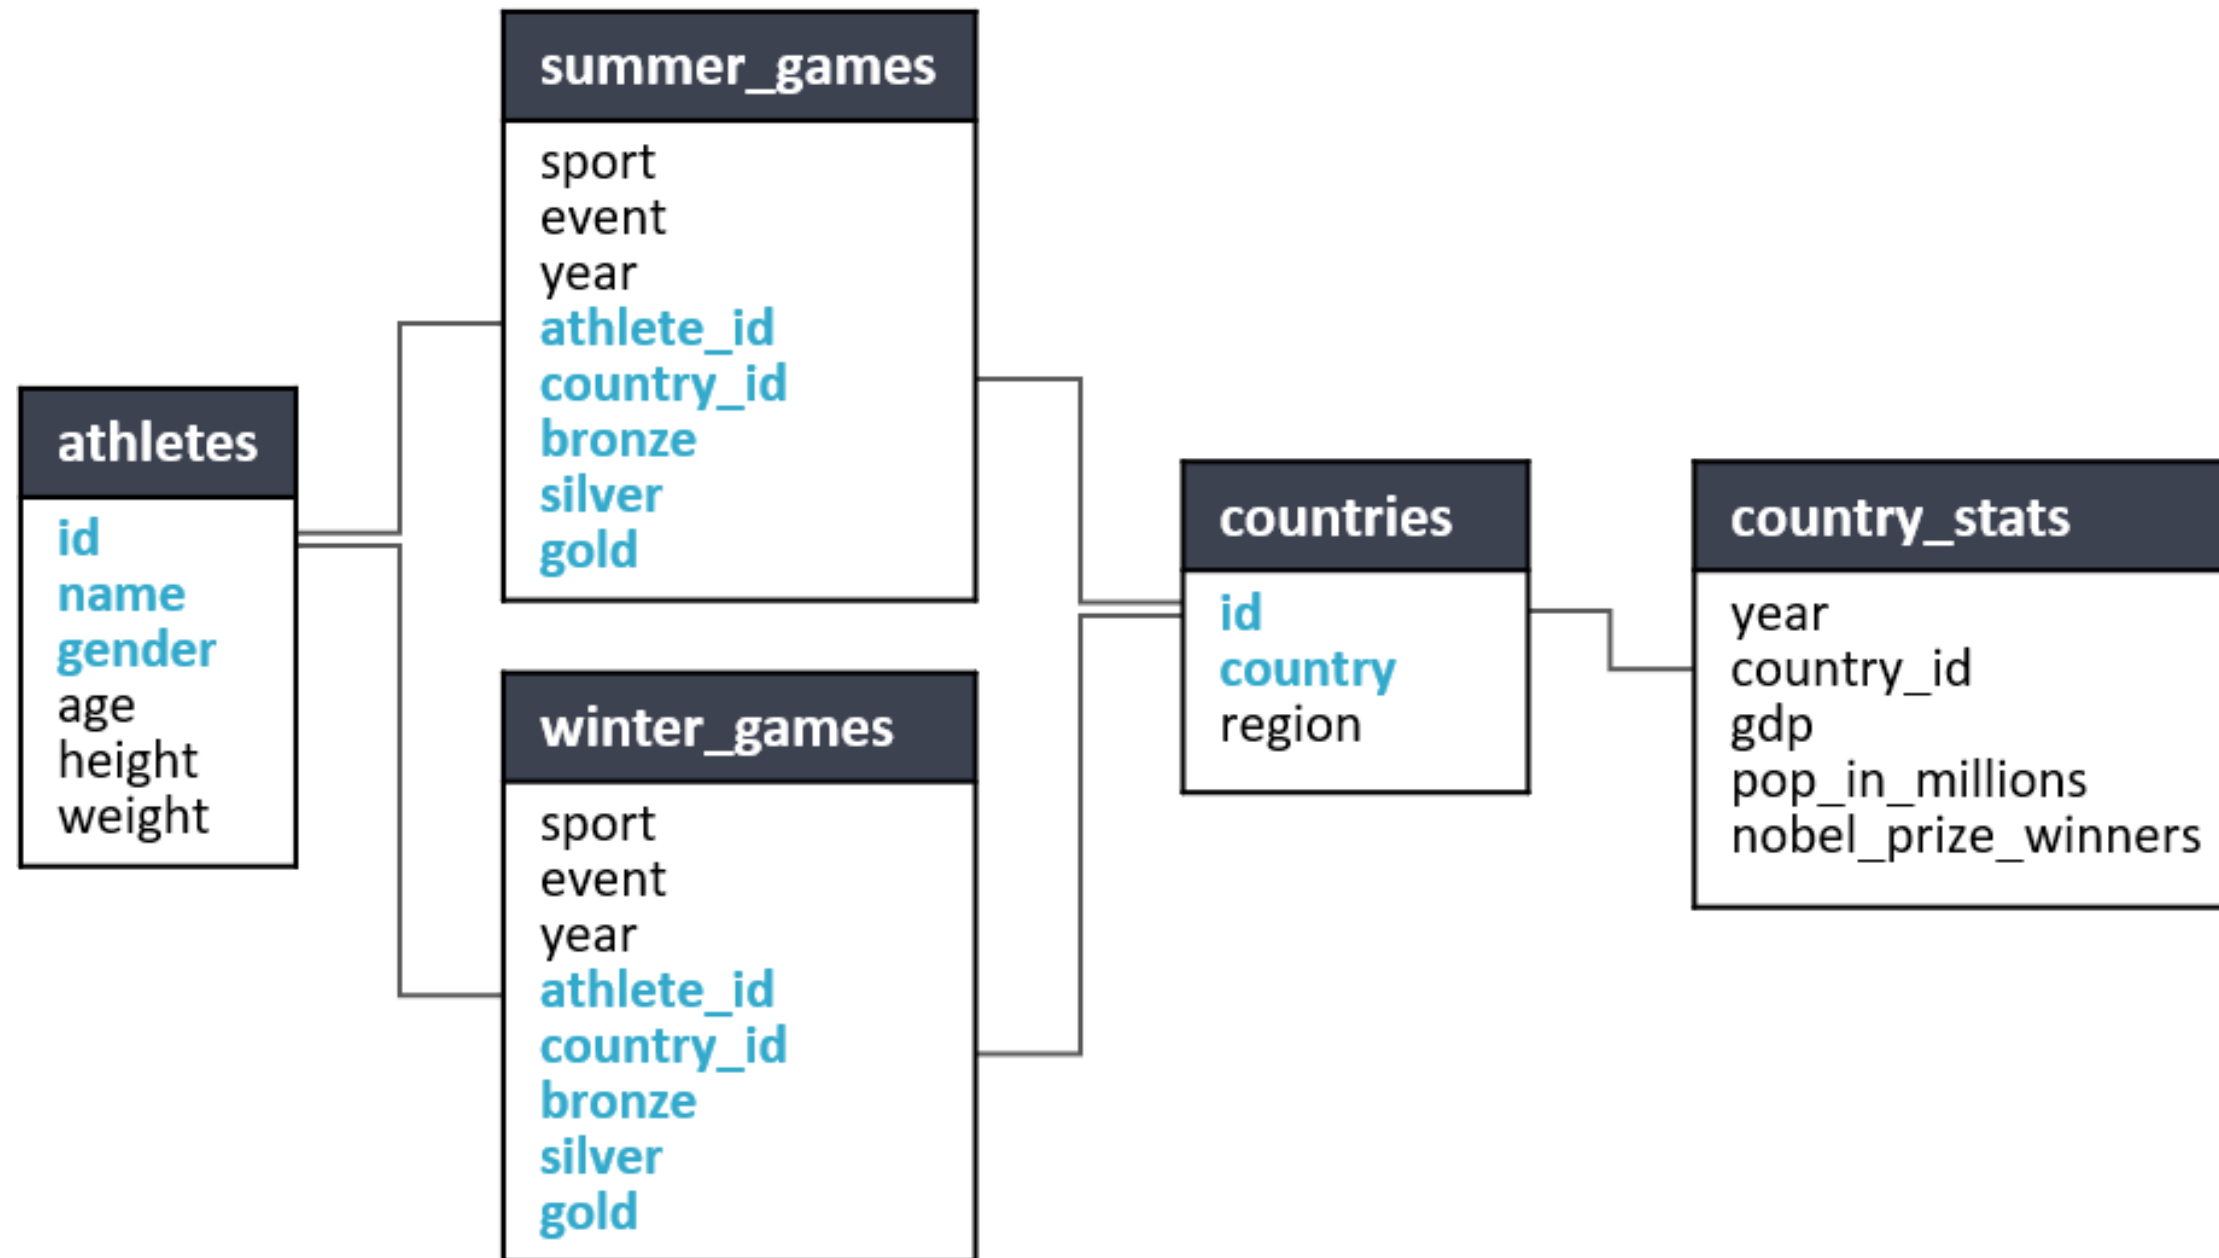 summer_games
sport
event
year
athlete_id
country_id
bronze
silver
gold
athletes
id
name
gender
age
height
weight
winter_games
sport
event
year
athlete_id
country_id
bronze
silver
gold
countries
id
country
region
country_stats
year
country_id
gdp
pop_in_millions
nobel_prize_winners